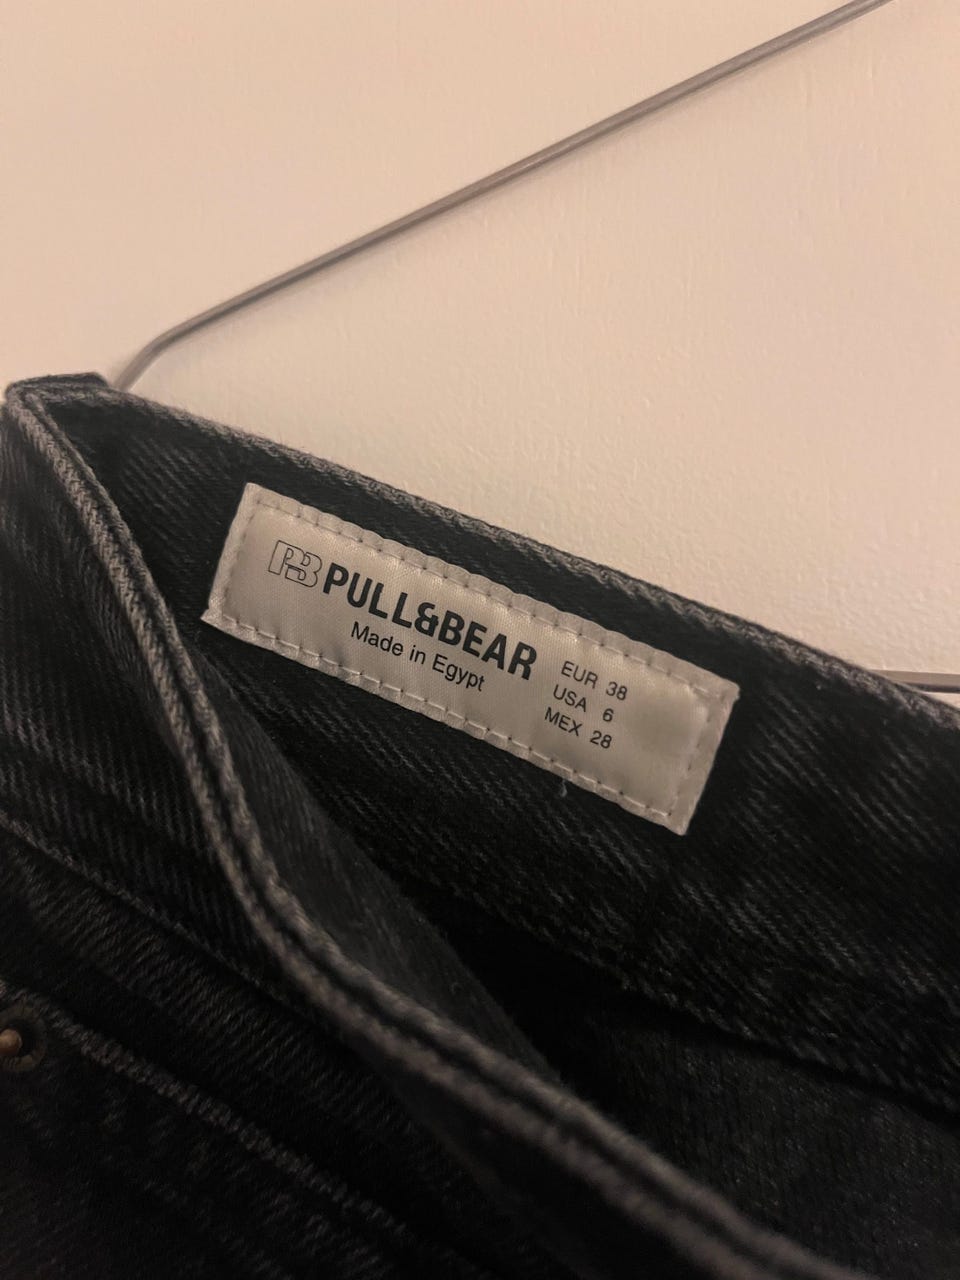 PB PULL&BEAR
Made in Egypt
EUR 38
USA 6
MEX 28